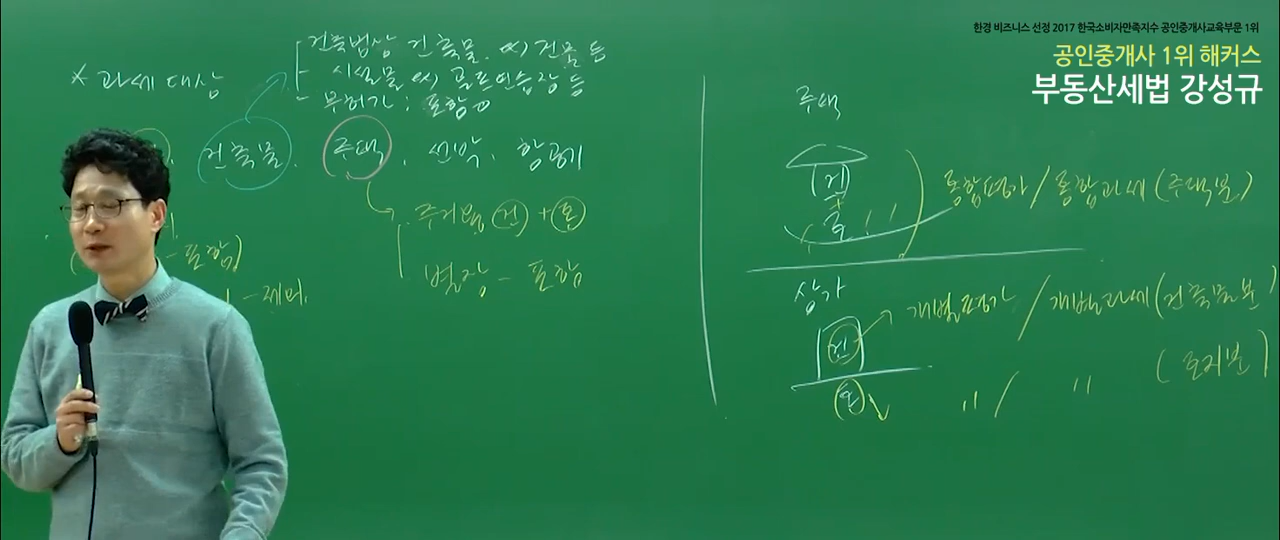 한경 비즈니스 선정 2017 한국소비자만족지수 공인중개사교육부문 1위
공인중개사 1위 해커스
부동산세법 강성규
* 과세대상
건축법상 건축물. ex) 건물 등
시설물 ex) 골프연습장 등
무허가 ; 포함 ○
건축물. 주택. 선박. 항공기
주거용 (건) + (토)
별장 - 포함
- 포함)
- 제외.
주택
건
+
토
통합평가 / 통합과세 (주택분)
상가
건
개별평가 / 개별과세 (건축물분)
토
〃 / 〃 (토지분)